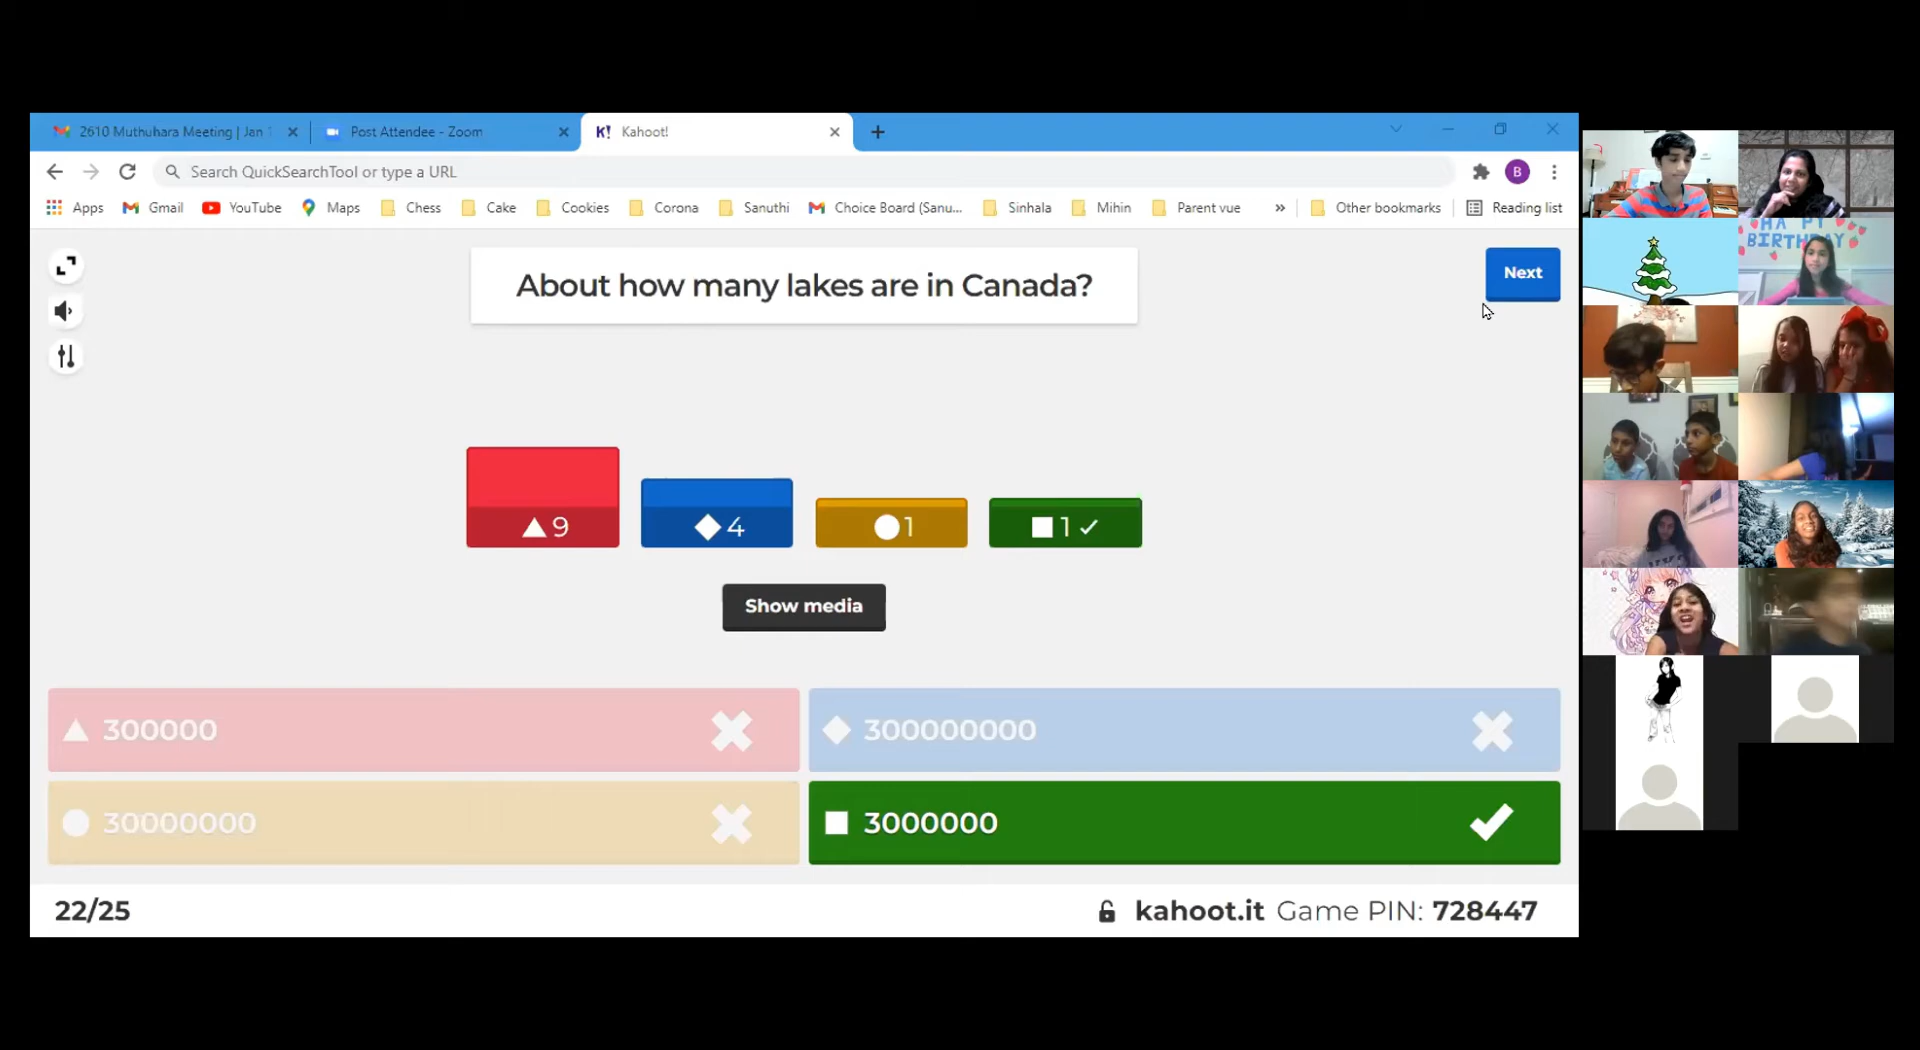 2610 Muthuhara Meeting | Jan 1
Post Attendee - Zoom
K! Kahoot!
Search QuickSearchTool or type a URL
B
Apps
Gmail
YouTube
Maps
Chess
Cake
Cookies
Corona
Sanuthi
Choice Board (Sanu...
Sinhala
Mihin
Parent vue
»
Other bookmarks
Reading list
About how many lakes are in Canada?
Next
9
4
1
1
Show media
300000
300000000
30000000
3000000
22/25
kahoot.it Game PIN: 728447
BIRTHDAY